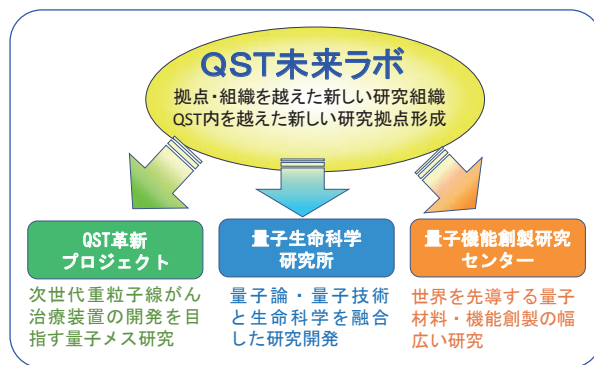 QST未来ラボ
拠点・組織を越えた新しい研究組織
QST内を越えた新しい研究拠点形成
QST革新
プロジェクト
量子生命科学
研究所
量子機能創製研究
センター
次世代重粒子線がん
治療装置の開発を目
指す量子メス研究
量子論・量子技術
と生命科学を融合
した研究開発
世界を先導する量子
材料・機能創製の幅
広い研究